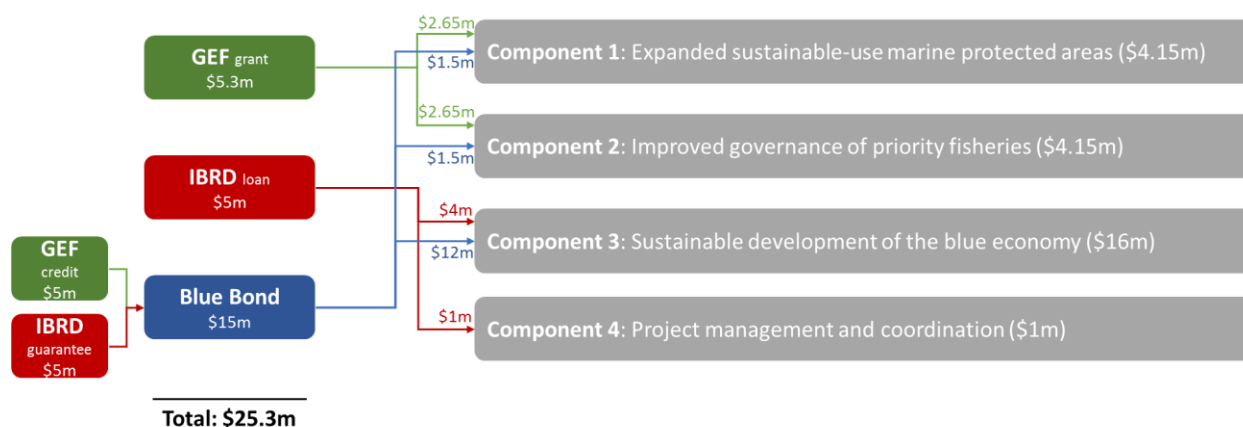 GEF grant
$5.3m
$2.65m
$1.5m
Component 1: Expanded sustainable-use marine protected areas ($4.15m)
$2.65m
$1.5m
Component 2: Improved governance of priority fisheries ($4.15m)
IBRD loan
$5m
$4m
$12m
Component 3: Sustainable development of the blue economy ($16m)
GEF
credit
$5m
IBRD
guarantee
$5m
Blue Bond
$15m
$1m
Component 4: Project management and coordination ($1m)
Total: $25.3m